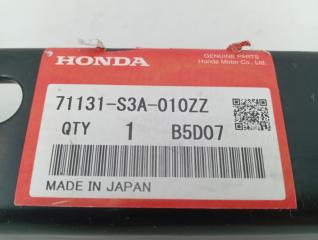 HONDA
GENUINE PARTS
Honda Motor Co., Ltd.
71131-S3A-010ZZ
QTY 1 B5D07
MADE IN JAPAN